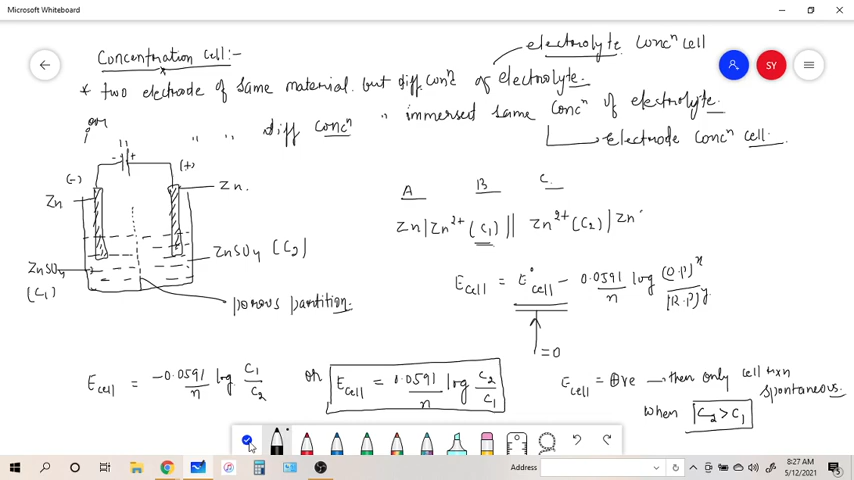 Microsoft Whiteboard
Concentration cell:-
electrolyte concⁿ cell
SY
* two electrode of same material but diff. concⁿ of electrolyte.
or
" " diff concⁿ " immersed same concⁿ of electrolyte.
Electrode concⁿ cell.
- +
(-) (+)
Zn Zn.
ZnSO4 (C2)
ZnSO4
(C1)
porous partition.
A B C.
Zn|Zn²⁺(C1)||Zn²⁺(C2)|Zn
Ecell = E°cell - 0.0591/n log (O.P)ˣ/[R.P]ʸ
=0
Ecell = -0.0591/n log C1/C2 or Ecell = 0.0591/n log C2/C1
Ecell = ⊕ve → then only cell rxn
spontaneous.
when C2 > C1
Address
8:27 AM
5/12/2021